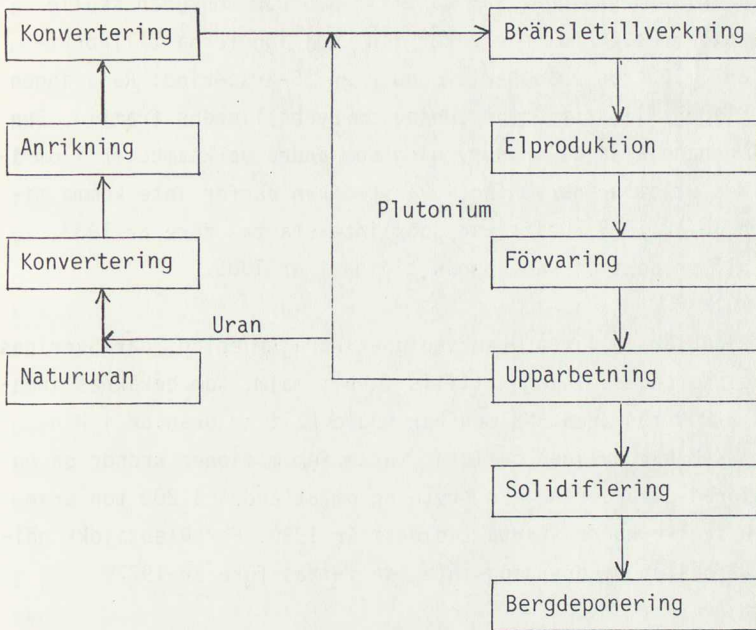 Konvertering
Bränsletillverkning
Anrikning
Elproduktion
Plutonium
Konvertering
Förvaring
Uran
Natururan
Upparbetning
Solidifiering
Bergdeponering